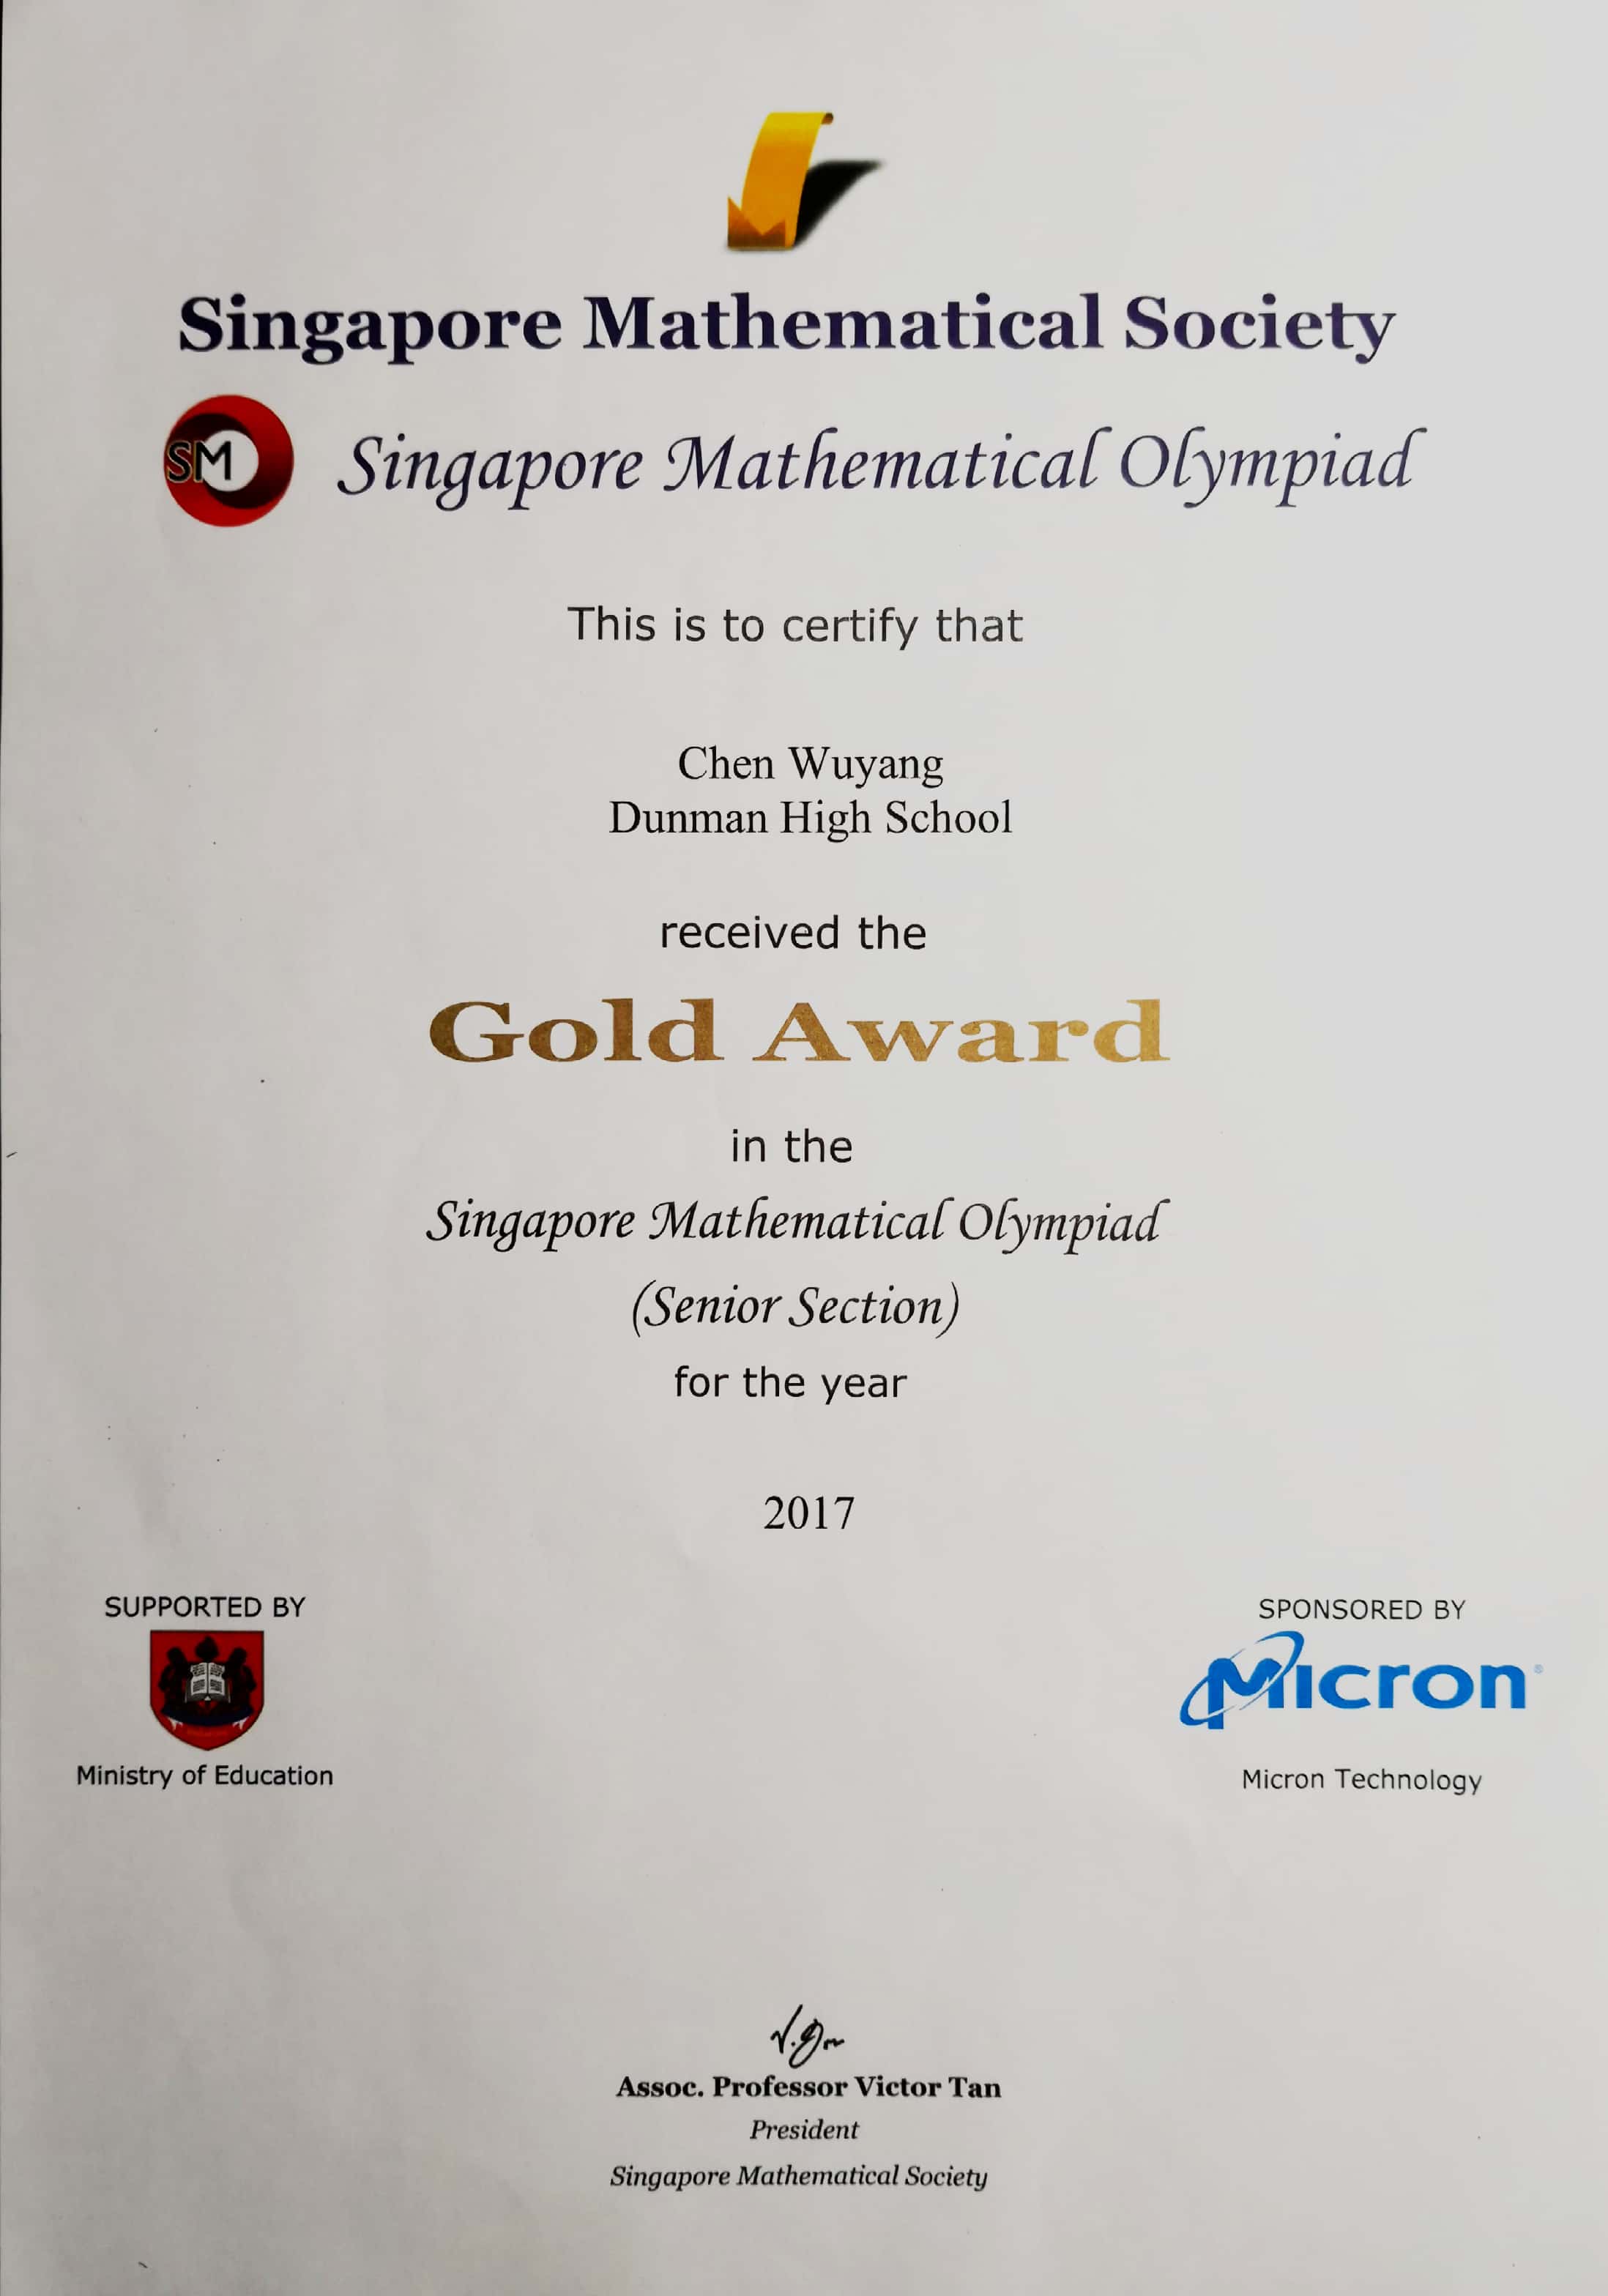 Singapore Mathematical Society
SM
Singapore Mathematical Olympiad
This is to certify that
Chen Wuyang
Dunman High School
received the
Gold Award
in the
Singapore Mathematical Olympiad
(Senior Section)
for the year
2017
SUPPORTED BY
Ministry of Education
SPONSORED BY
Micron®
Micron Technology
Assoc. Professor Victor Tan
President
Singapore Mathematical Society